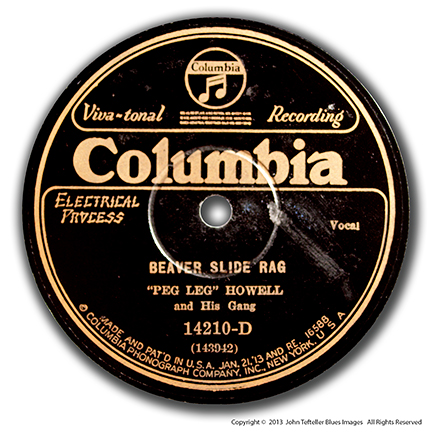 Columbia
Viva-tonal Recording
Columbia
ELECTRICAL
PROCESS
Vocal
BEAVER SLIDE RAG
"PEG LEG" HOWELL
and His Gang
14210-D
(143942)
MADE AND PAT'D IN U.S.A. JAN. 21,'13 AND RE. 16588
© COLUMBIA PHONOGRAPH COMPANY, INC., NEW YORK, U S A
Copyright © 2013 John Tefteller Blues Images All Rights Reserved